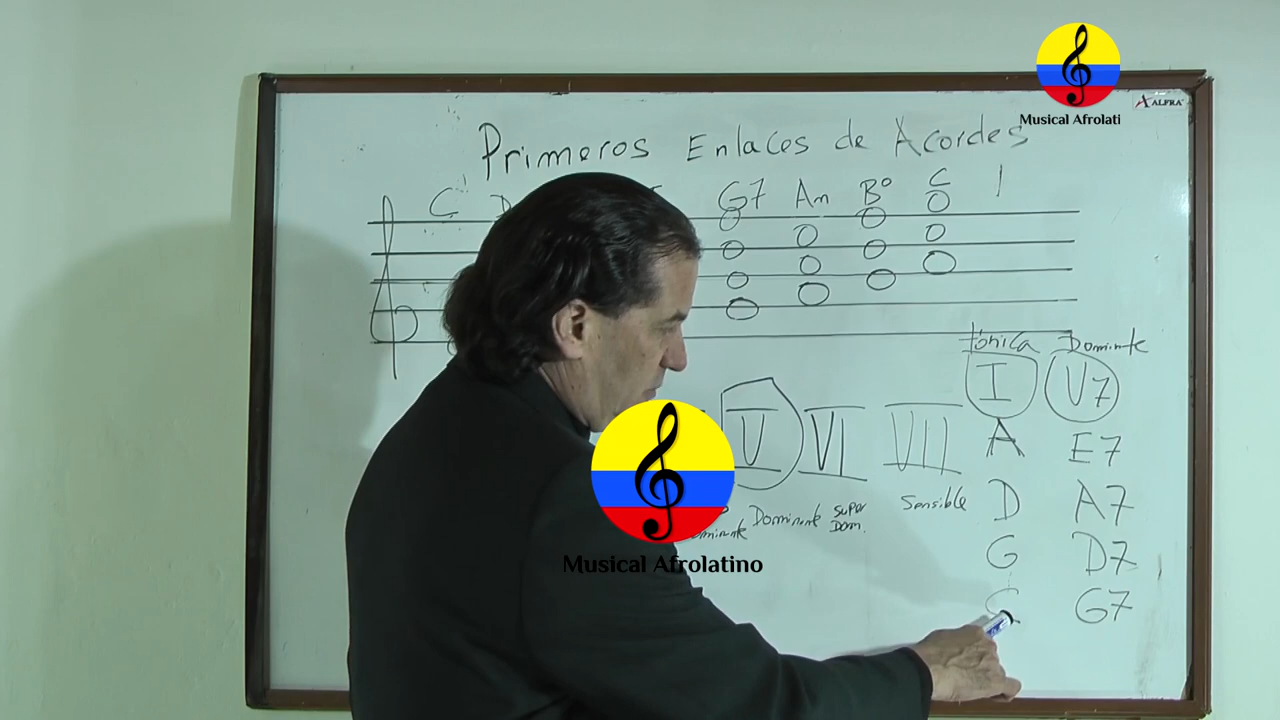 Musical Afrolati
ALFRA
Primeros Enlaces de Acordes
C D G7 Am B° C
Tónica Dominte
I V7
V VI VII
A E7
D A7
Dominante super Dom. Sensible
G D7
C G7
Musical Afrolatino